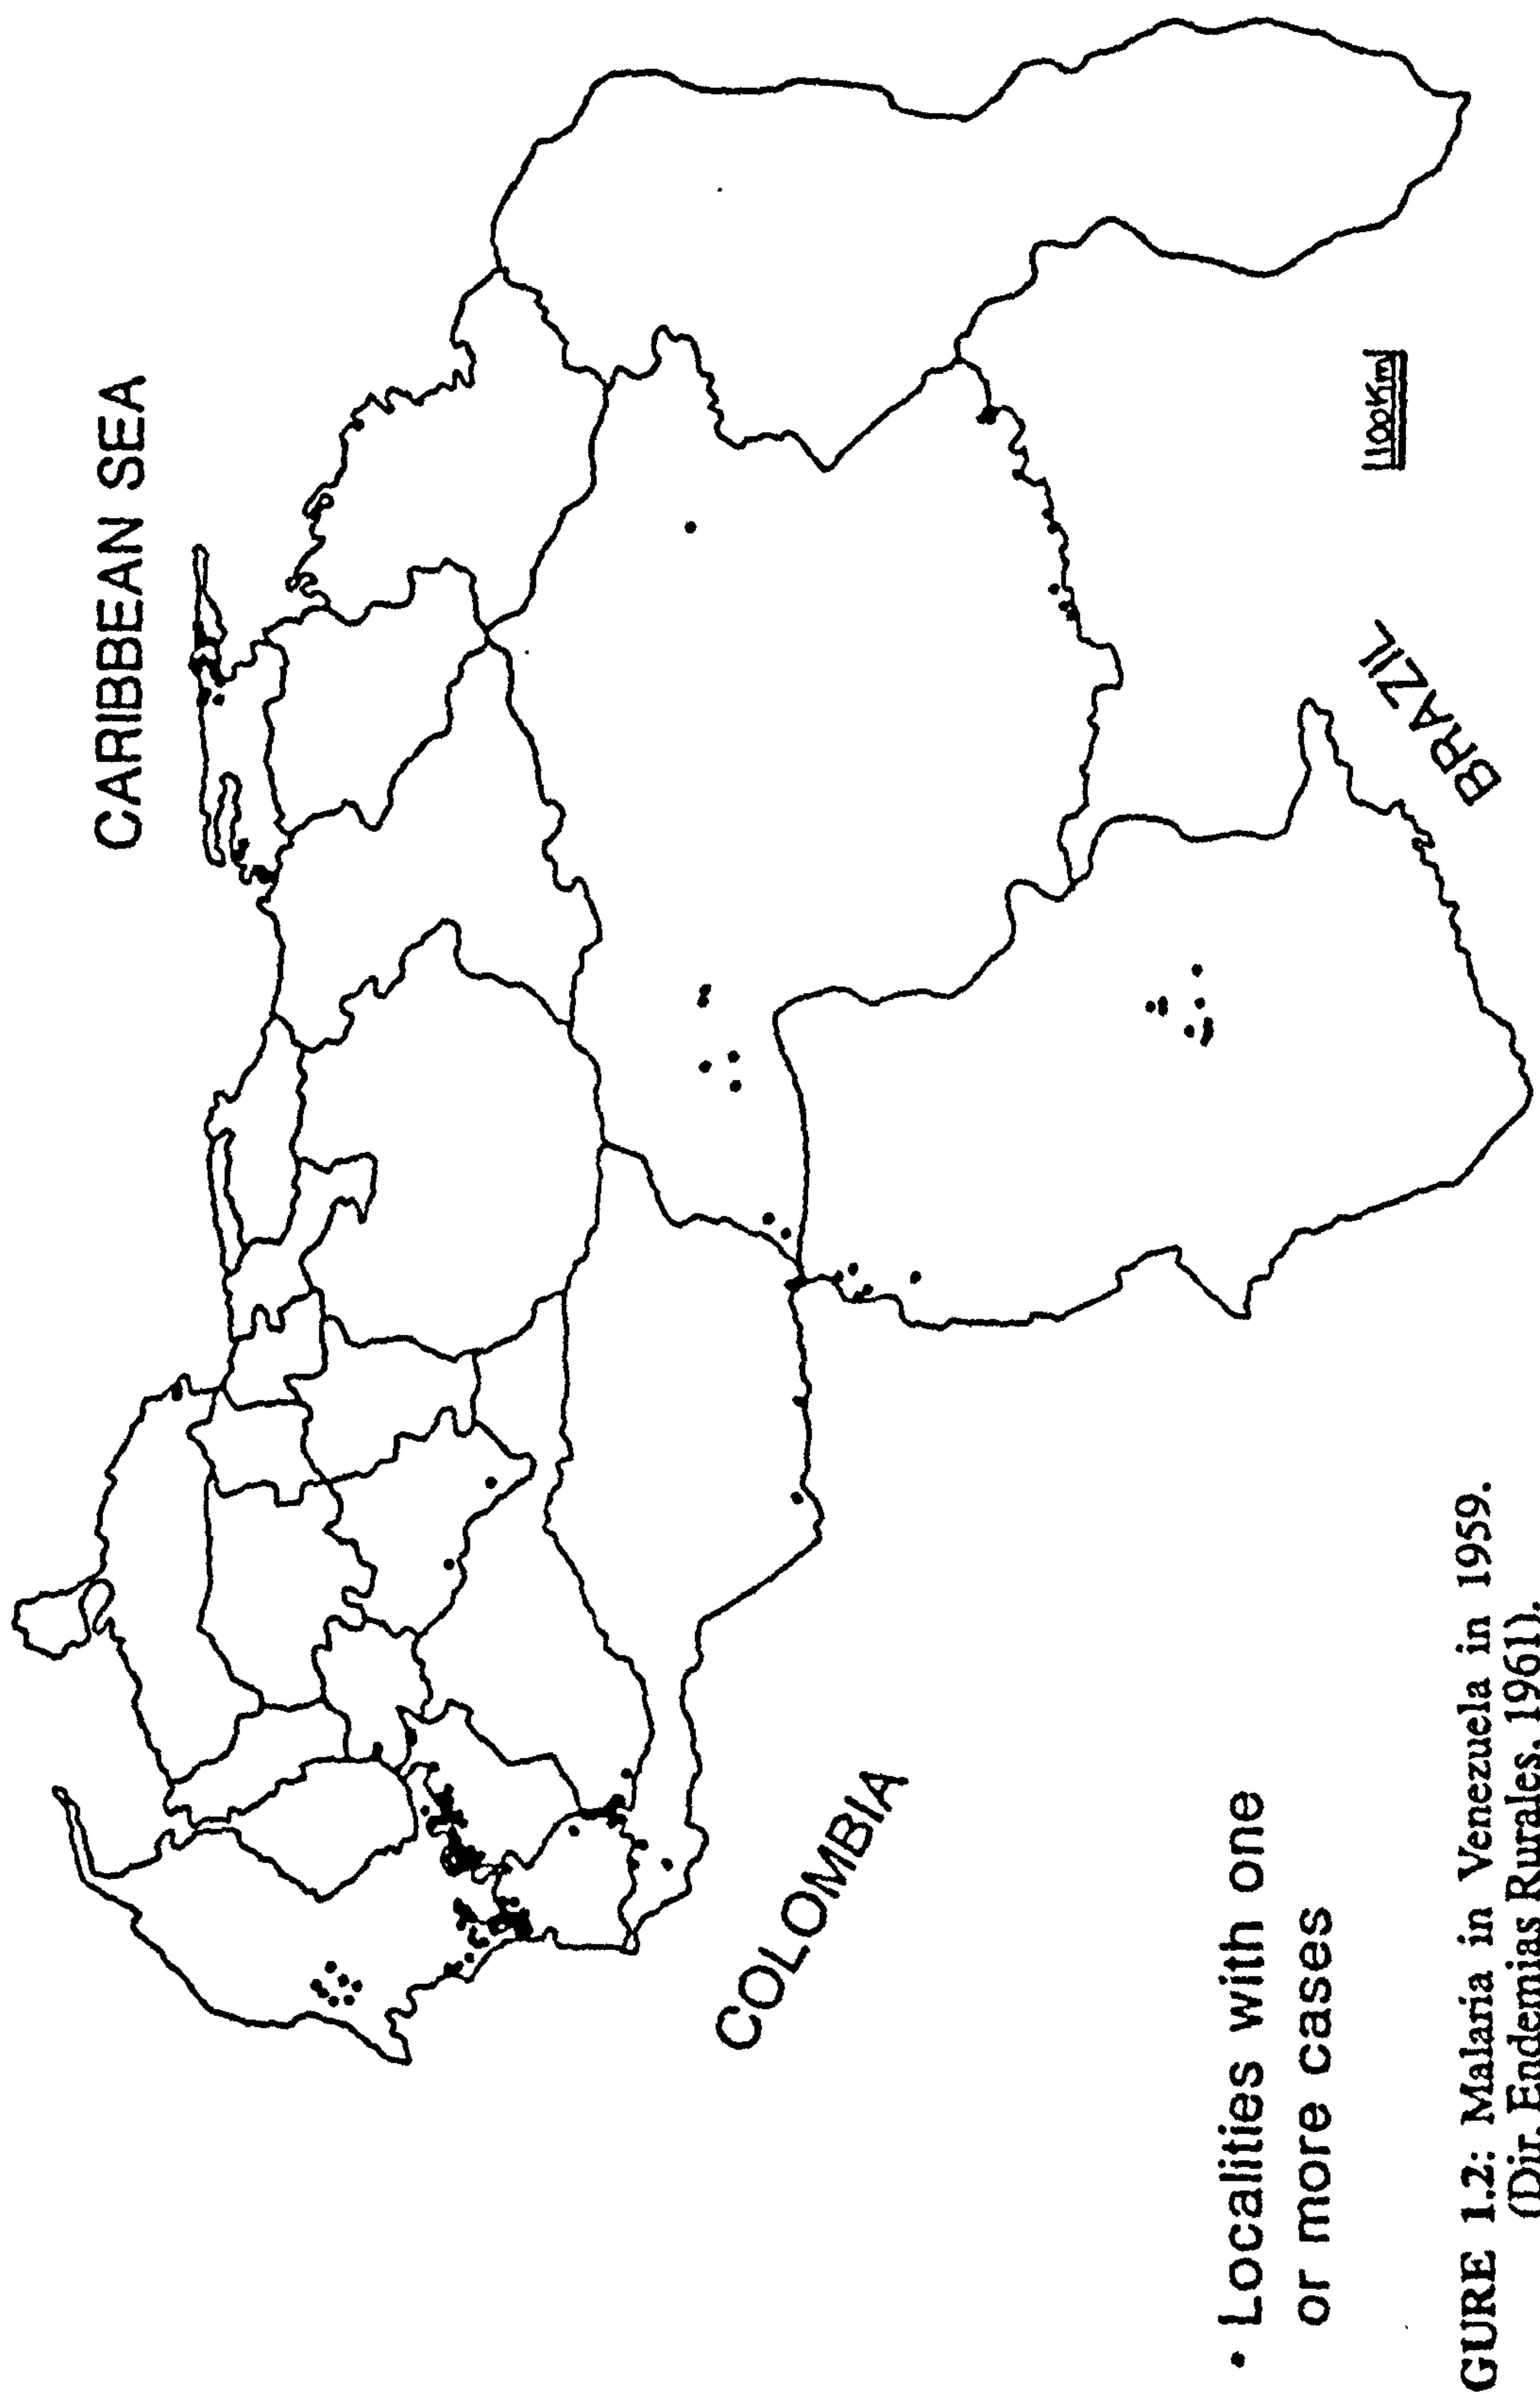 CARIBBEAN SEA
100Km
BRAZIL
COLOMBIA
• Localities with one
or more cases
GURE 1.2: Malaria in Venezuela in 1959.
(Dir. Endemias Rurales, 1961).